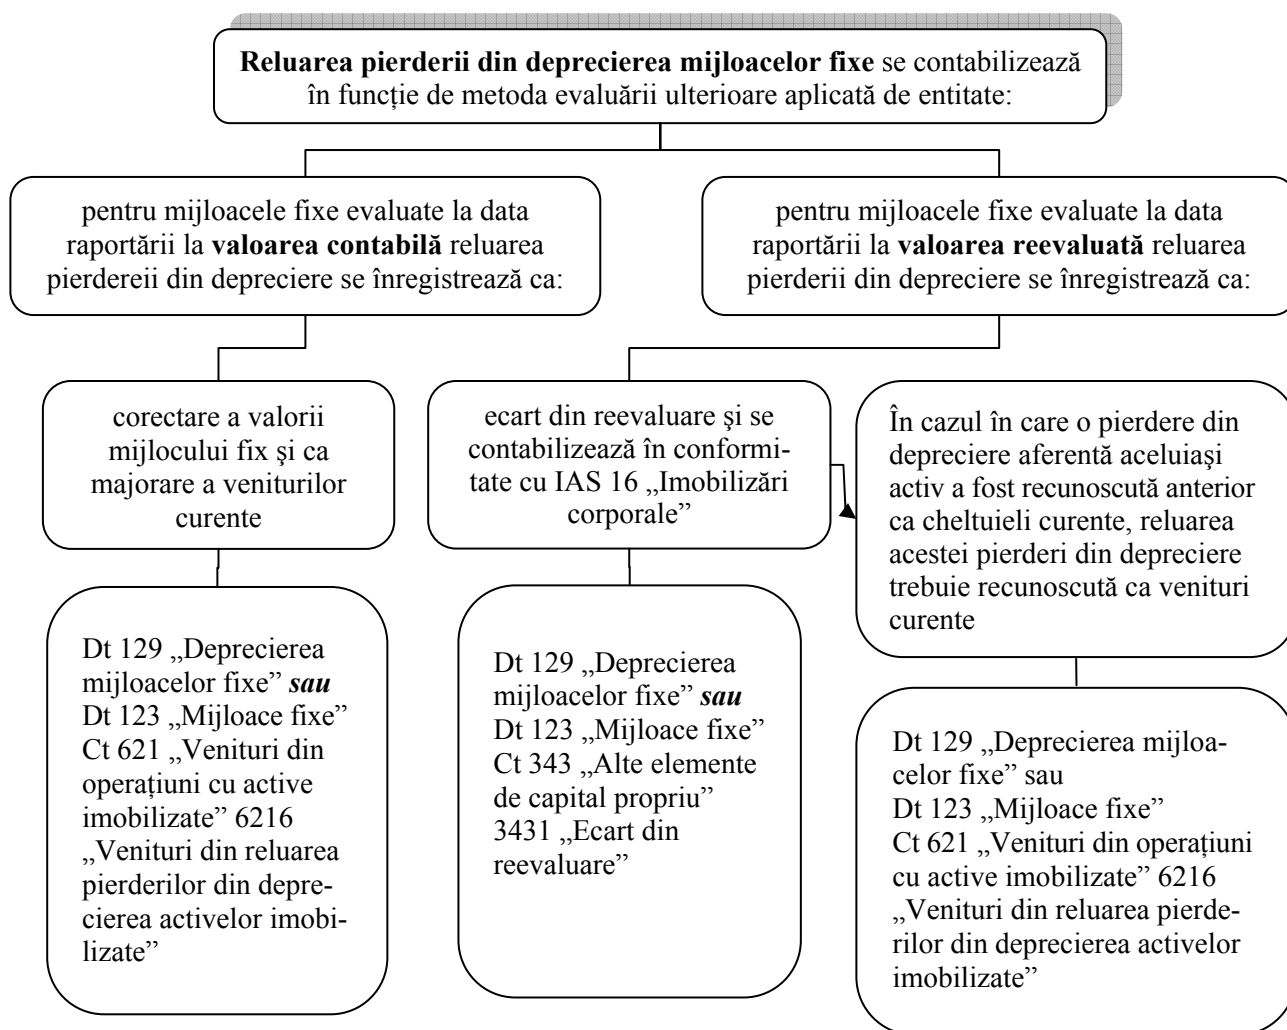 Reluarea pierderii din deprecierea mijloacelor fixe se contabilizează
în funcție de metoda evaluării ulterioare aplicată de entitate:
pentru mijloacele fixe evaluate la data
raportării la valoarea contabilă reluarea
pierdereii din depreciere se înregistrează ca:
pentru mijloacele fixe evaluate la data
raportării la valoarea reevaluată reluarea
pierderii din depreciere se înregistrează ca:
corectare a valorii
mijlocului fix şi ca
majorare a veniturilor
curente
ecart din reevaluare şi se
contabilizează în conformi-
tate cu IAS 16 „Imobilizări
corporale”
În cazul în care o pierdere din
depreciere aferentă aceluiaşi
activ a fost recunoscută anterior
ca cheltuieli curente, reluarea
acestei pierderi din depreciere
trebuie recunoscută ca venituri
curente
Dt 129 „Deprecierea
mijloacelor fixe” sau
Dt 123 „Mijloace fixe”
Ct 621 „Venituri din
operațiuni cu active
imobilizate” 6216
„Venituri din reluarea
pierderilor din depre-
cierea activelor imobi-
lizate”
Dt 129 „Deprecierea
mijloacelor fixe” sau
Dt 123 „Mijloace fixe”
Ct 343 „Alte elemente
de capital propriu”
3431 „Ecart din
reevaluare”
Dt 129 „Deprecierea mijloa-
celor fixe” sau
Dt 123 „Mijloace fixe”
Ct 621 „Venituri din operațiuni
cu active imobilizate” 6216
„Venituri din reluarea pierde-
rilor din deprecierea activelor
imobilizate”